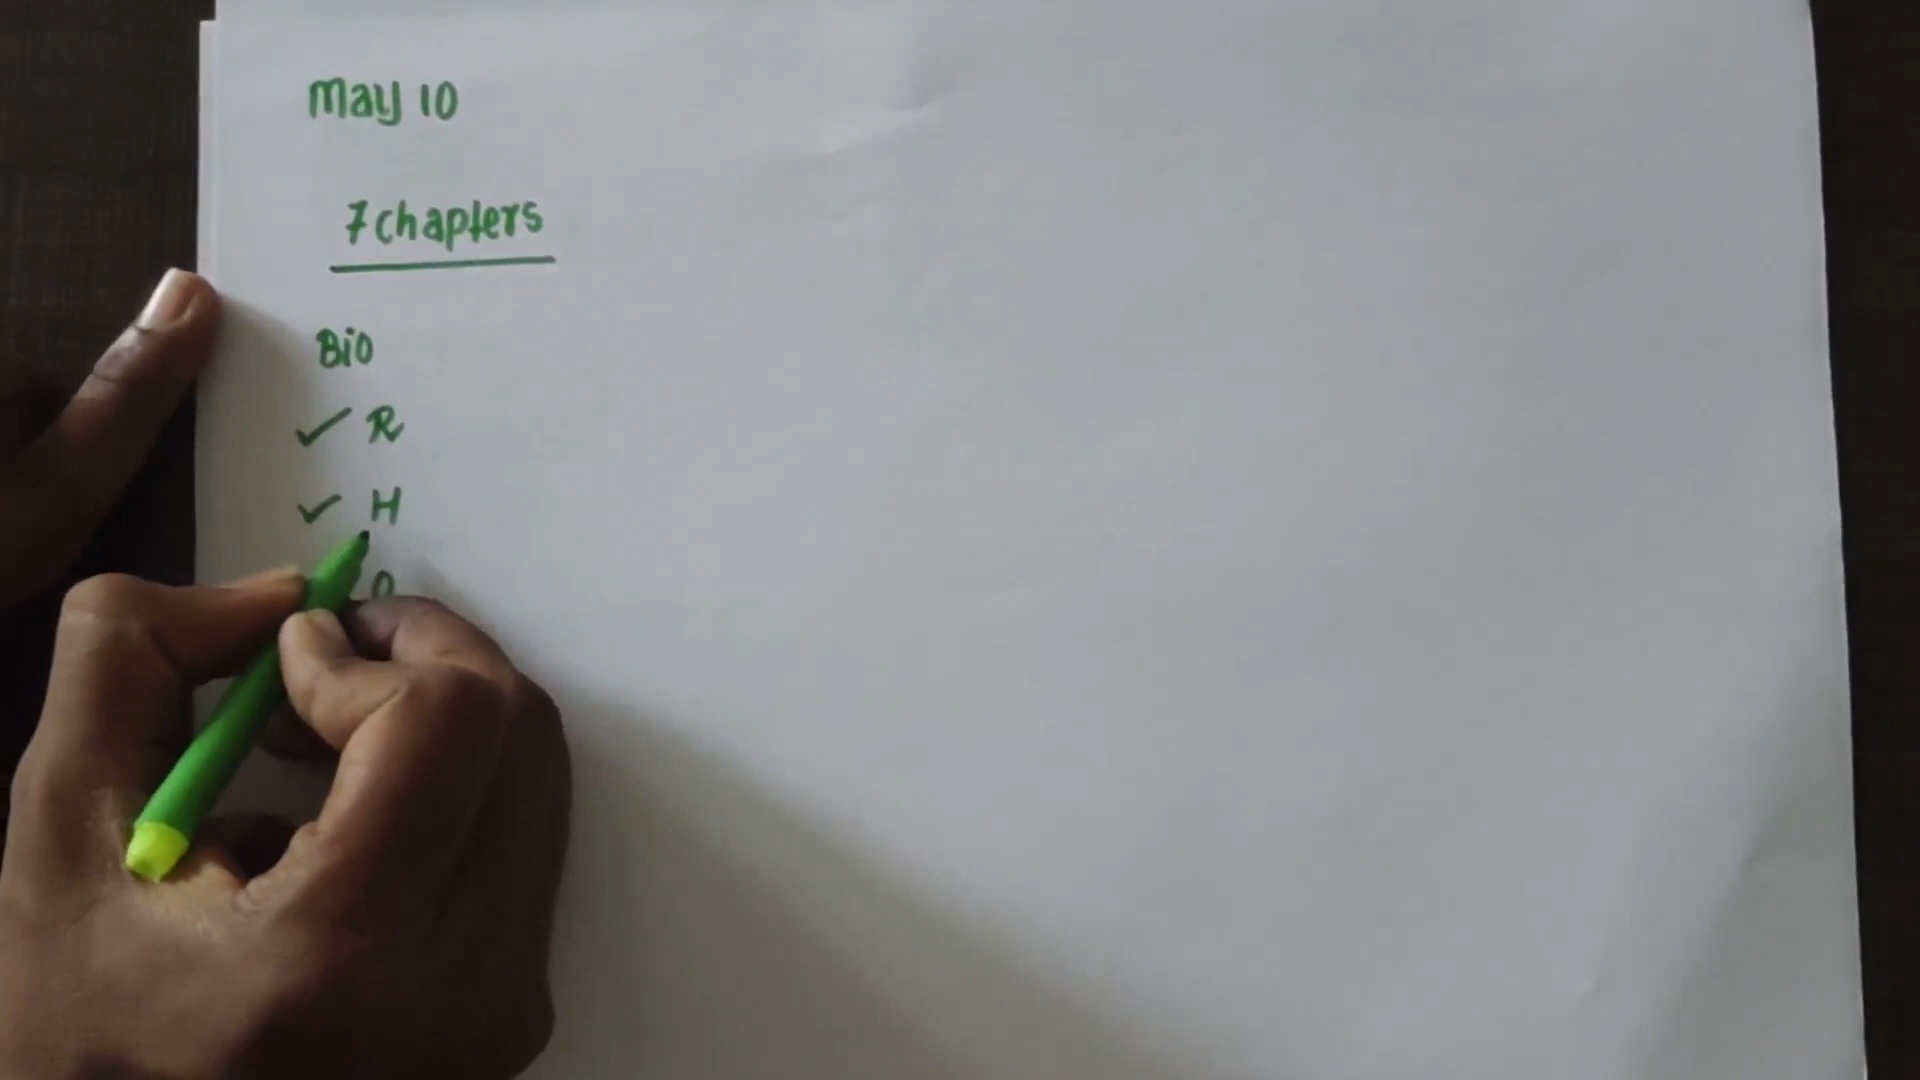 May 10
7 chapters
Bio
✓ R
✓ H